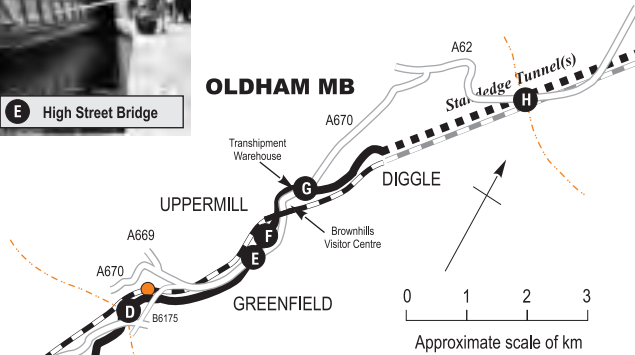 E High Street Bridge
OLDHAM MB
A62
Standedge Tunnel(s)
H
A670
Transhipment
Warehouse
G
DIGGLE
UPPERMILL
F
Brownhills
Visitor Centre
E
A669
A670
GREENFIELD
D
B6175
0 1 2 3
Approximate scale of km